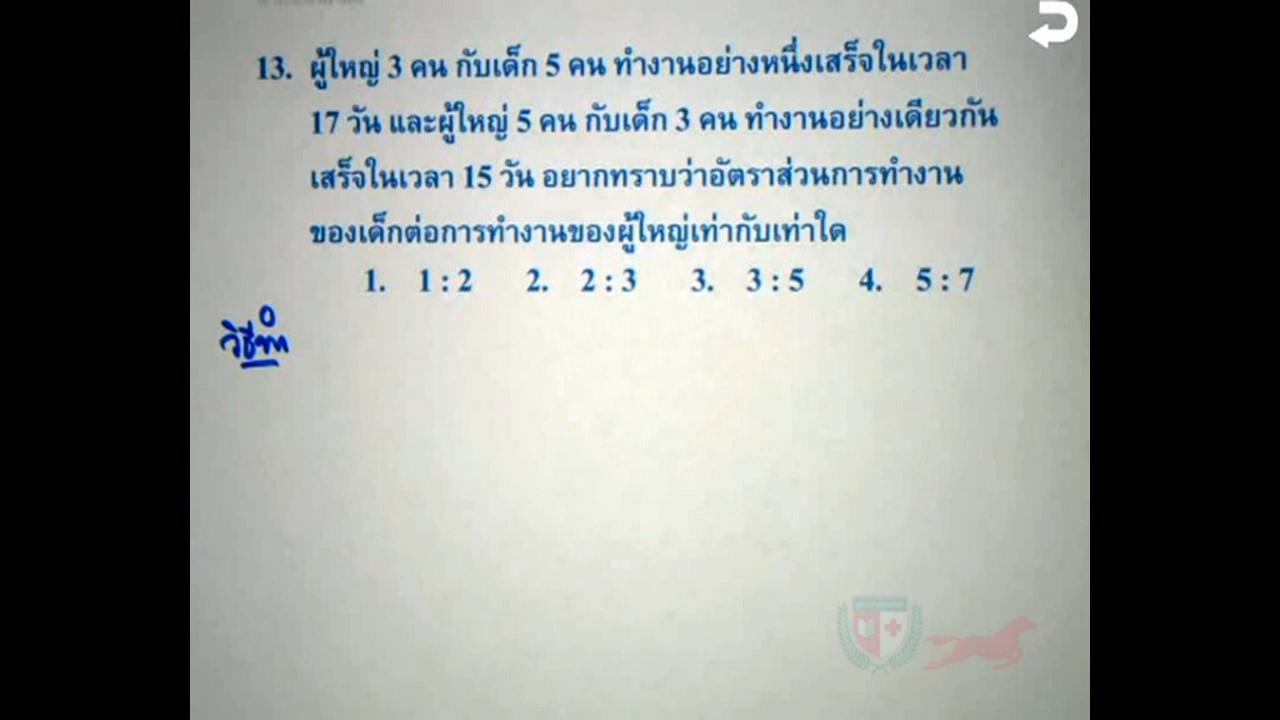 13. ผู้ใหญ่ 3 คน กับเด็ก 5 คน ทำงานอย่างหนึ่งเสร็จในเวลา
17 วัน และผู้ใหญ่ 5 คน กับเด็ก 3 คน ทำงานอย่างเดียวกัน
เสร็จในเวลา 15 วัน อยากทราบว่าอัตราส่วนการทำงาน
ของเด็กต่อการทำงานของผู้ใหญ่เท่ากับเท่าใด
1. 1 : 2 2. 2 : 3 3. 3 : 5 4. 5 : 7
วิธีทำ